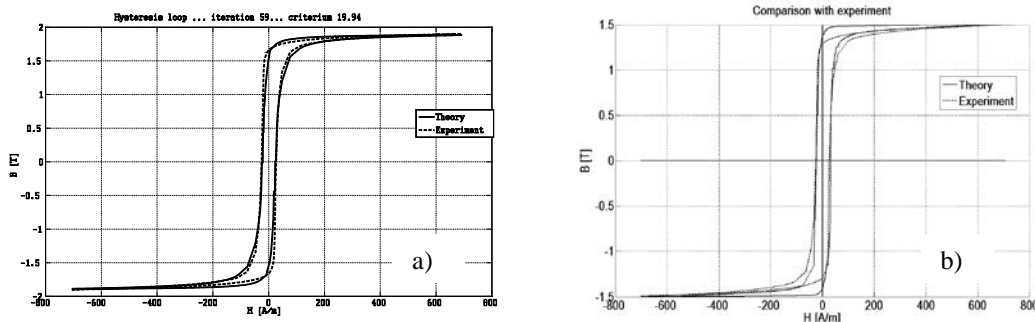 Hysteresis loop ... iteration 59... criterium 19.94
2
1.5
1
0.5
0
-0.5
-1
-1.5
-2
B [T]
-800
-600
-400
-200
0
200
400
600
800
H [A/m]
Theory
Experiment
a)
Comparison with experiment
1.5
1
0.5
0
-0.5
-1
-1.5
B [T]
-800
-600
-400
-200
0
200
400
600
800
H [A/m]
Theory
Experiment
b)